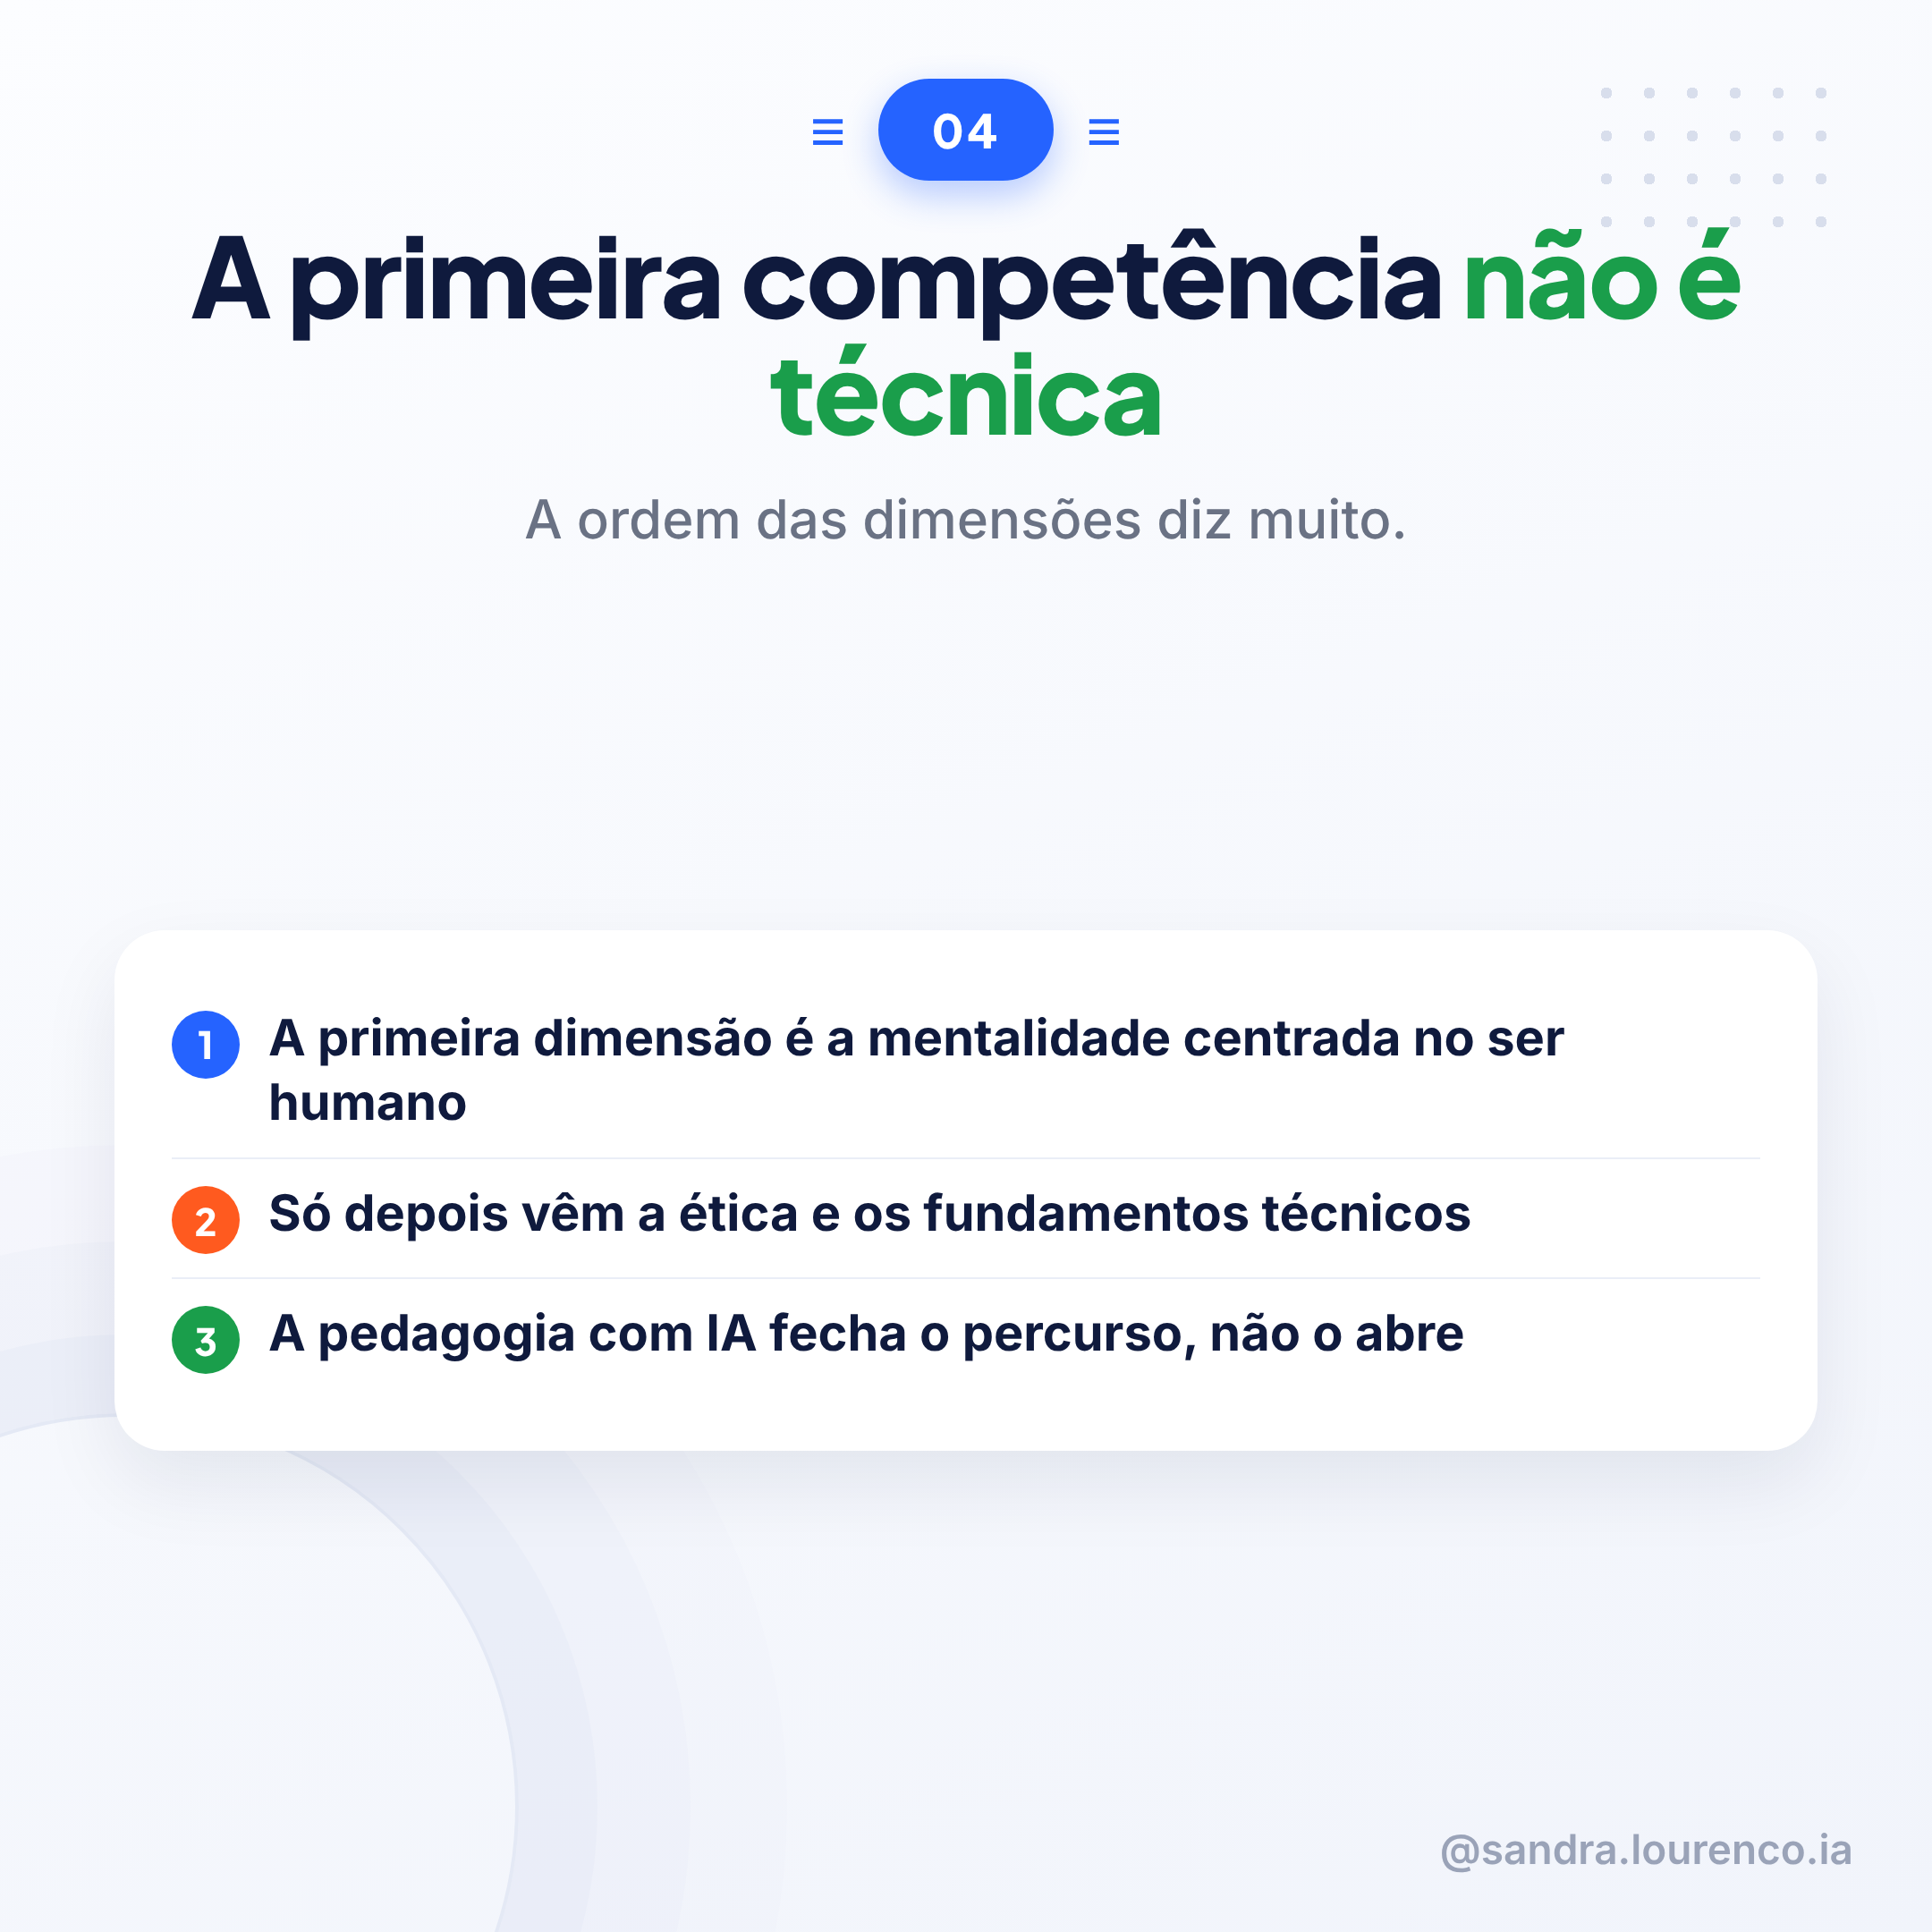 04
A primeira competência não é
técnica
A ordem das dimensões diz muito.
1 A primeira dimensão é a mentalidade centrada no ser
humano
2 Só depois vêm a ética e os fundamentos técnicos
3 A pedagogia com IA fecha o percurso, não o abre
@sandra.lourenco.ia